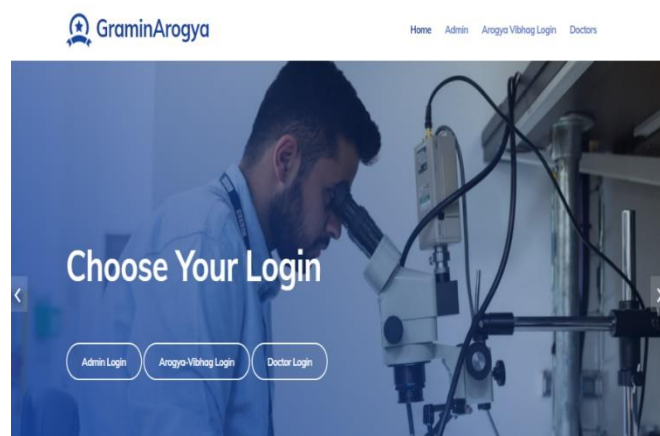 GraminArogya
Home Admin Arogya Vibhag Login Doctors
Choose Your Login
Admin Login Arogya-Vibhag Login Doctor Login